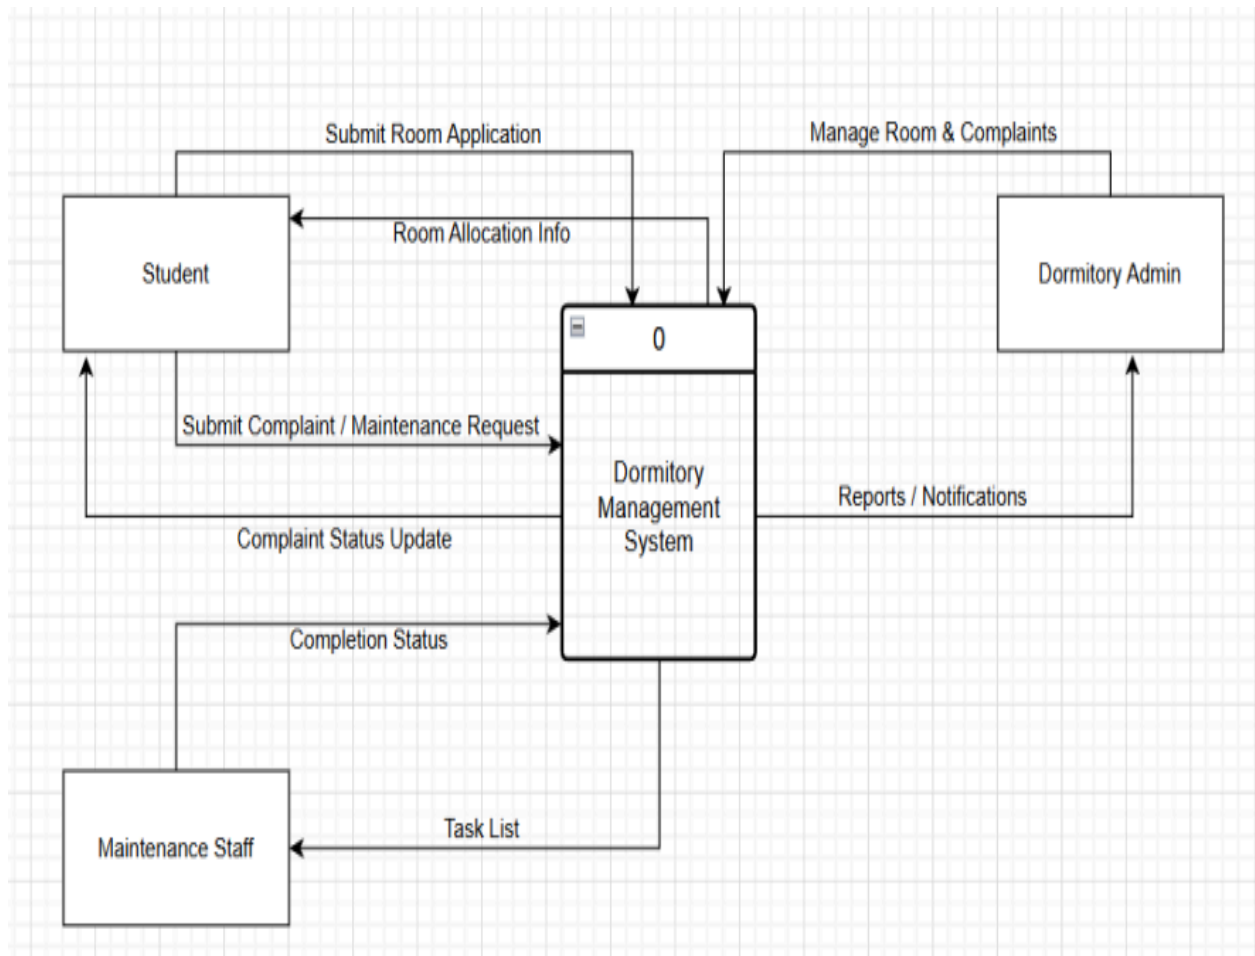 Submit Room Application
Manage Room & Complaints
Room Allocation Info
Student
Dormitory Admin
0
Submit Complaint / Maintenance Request
Dormitory
Management
System
Reports / Notifications
Complaint Status Update
Completion Status
Task List
Maintenance Staff